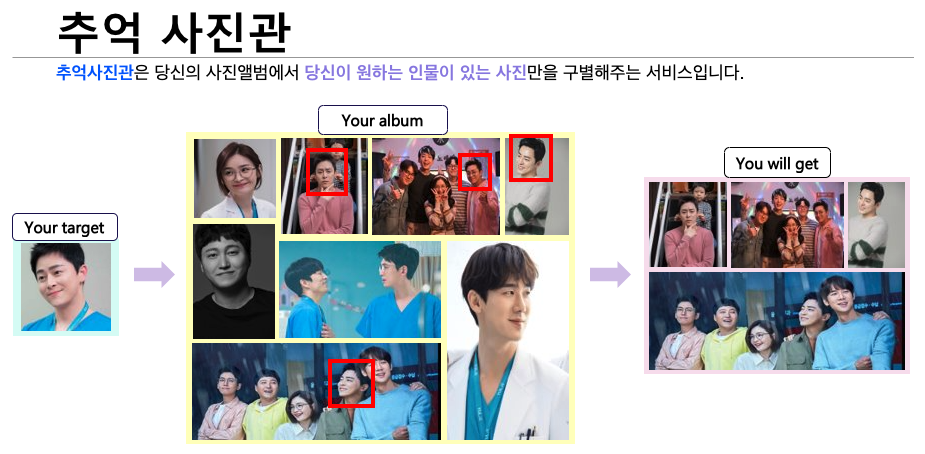 추억 사진관
추억사진관은 당신의 사진앨범에서 당신이 원하는 인물이 있는 사진만을 구별해주는 서비스입니다.
Your album
You will get
Your target